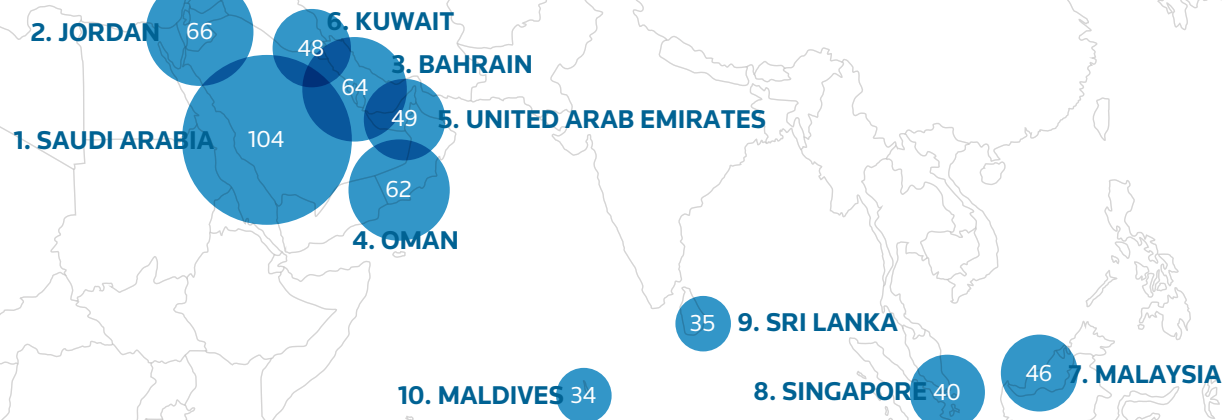 6. KUWAIT
2. JORDAN
66
48
3. BAHRAIN
64
49
5. UNITED ARAB EMIRATES
1. SAUDI ARABIA
104
62
4. OMAN
35
9. SRI LANKA
46
7. MALAYSIA
10. MALDIVES
34
8. SINGAPORE
40